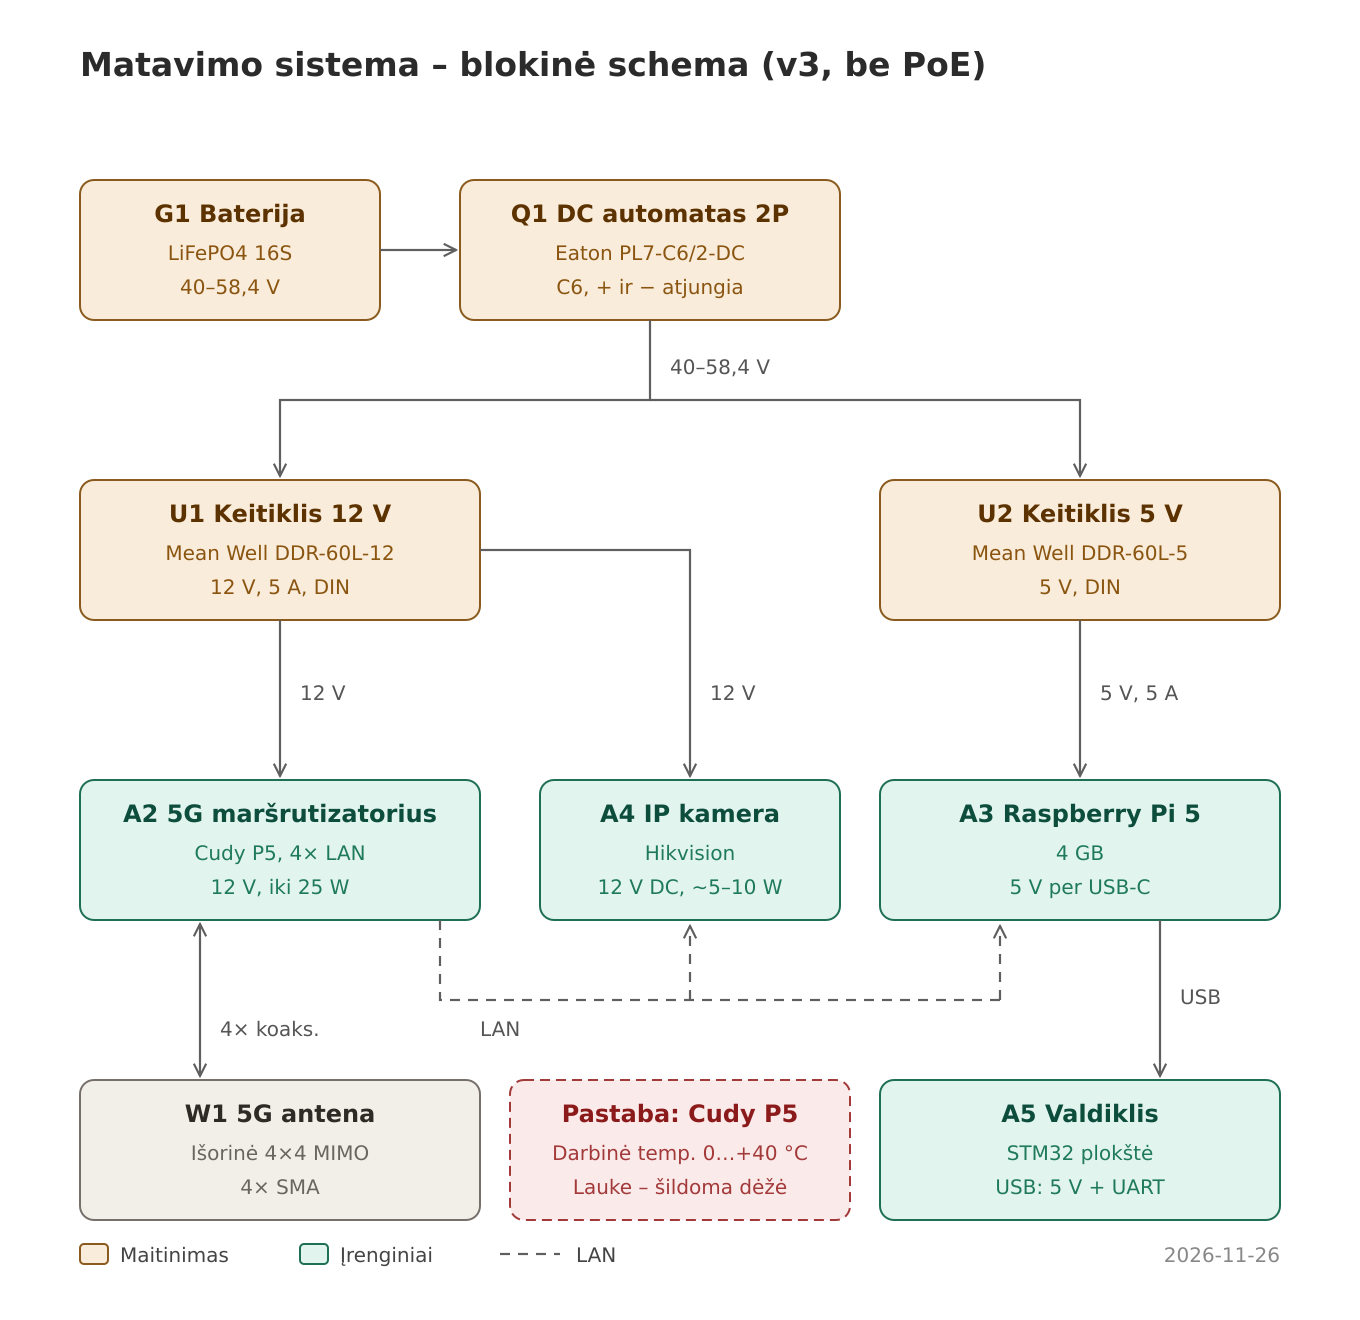 Matavimo sistema – blokinė schema (v3, be PoE)
G1 Baterija
LiFePO4 16S
40–58,4 V
Q1 DC automatas 2P
Eaton PL7-C6/2-DC
C6, + ir − atjungia
40–58,4 V
U1 Keitiklis 12 V
Mean Well DDR-60L-12
12 V, 5 A, DIN
U2 Keitiklis 5 V
Mean Well DDR-60L-5
5 V, DIN
12 V
12 V
5 V, 5 A
A2 5G maršrutizatorius
Cudy P5, 4× LAN
12 V, iki 25 W
A4 IP kamera
Hikvision
12 V DC, ~5–10 W
A3 Raspberry Pi 5
4 GB
5 V per USB-C
4× koaks.
LAN
USB
W1 5G antena
Išorinė 4×4 MIMO
4× SMA
Pastaba: Cudy P5
Darbinė temp. 0…+40 °C
Lauke – šildoma dėžė
A5 Valdiklis
STM32 plokštė
USB: 5 V + UART
Maitinimas
Įrenginiai
LAN
2026-11-26